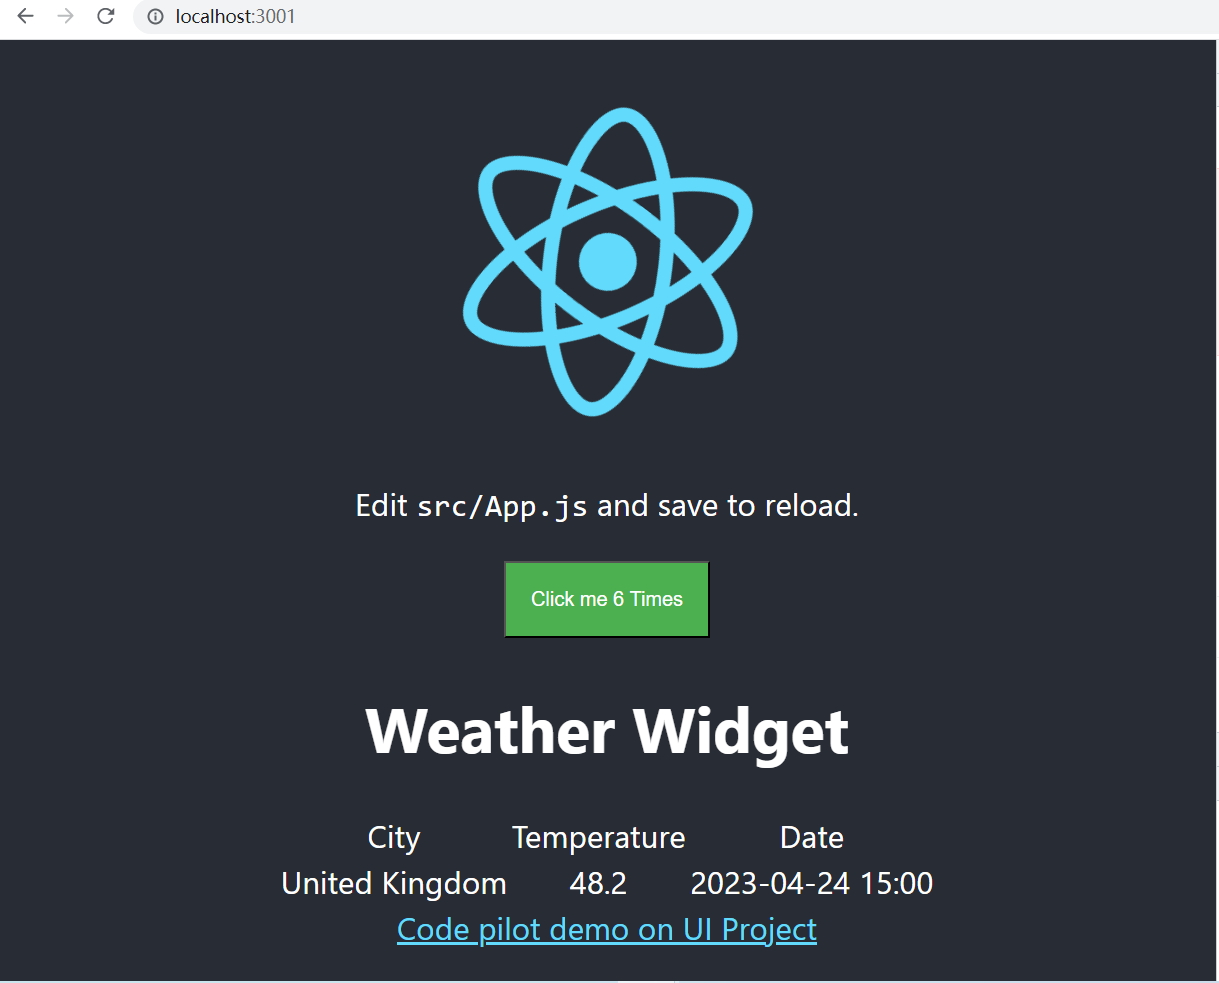 localhost:3001
Edit src/App.js and save to reload.
Click me 6 Times
Weather Widget
City Temperature Date
United Kingdom 48.2 2023-04-24 15:00
Code pilot demo on UI Project